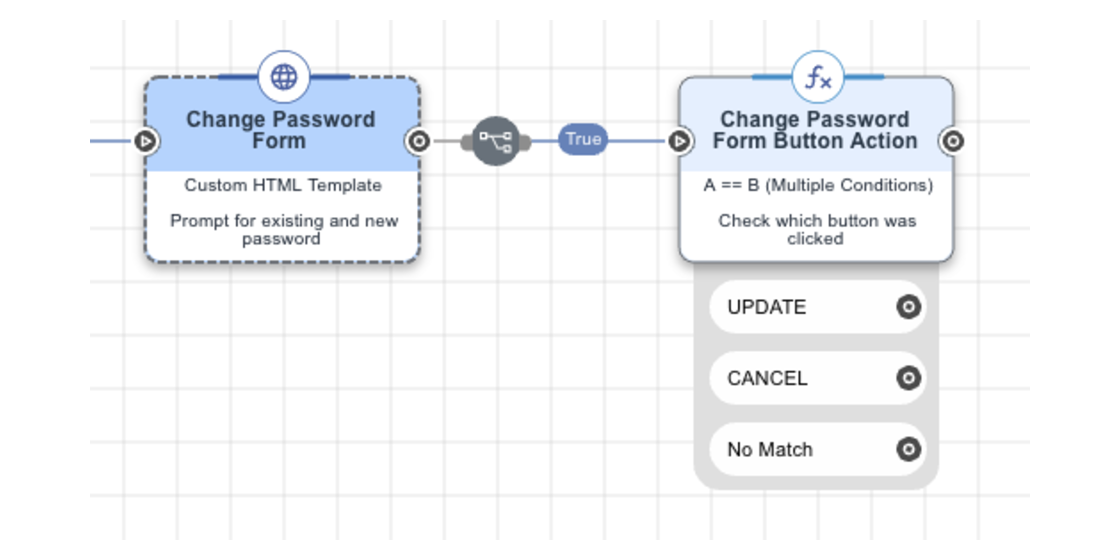 Change Password
Form
Custom HTML Template
Prompt for existing and new
password
True
fx
Change Password
Form Button Action
A == B (Multiple Conditions)
Check which button was
clicked
UPDATE
CANCEL
No Match